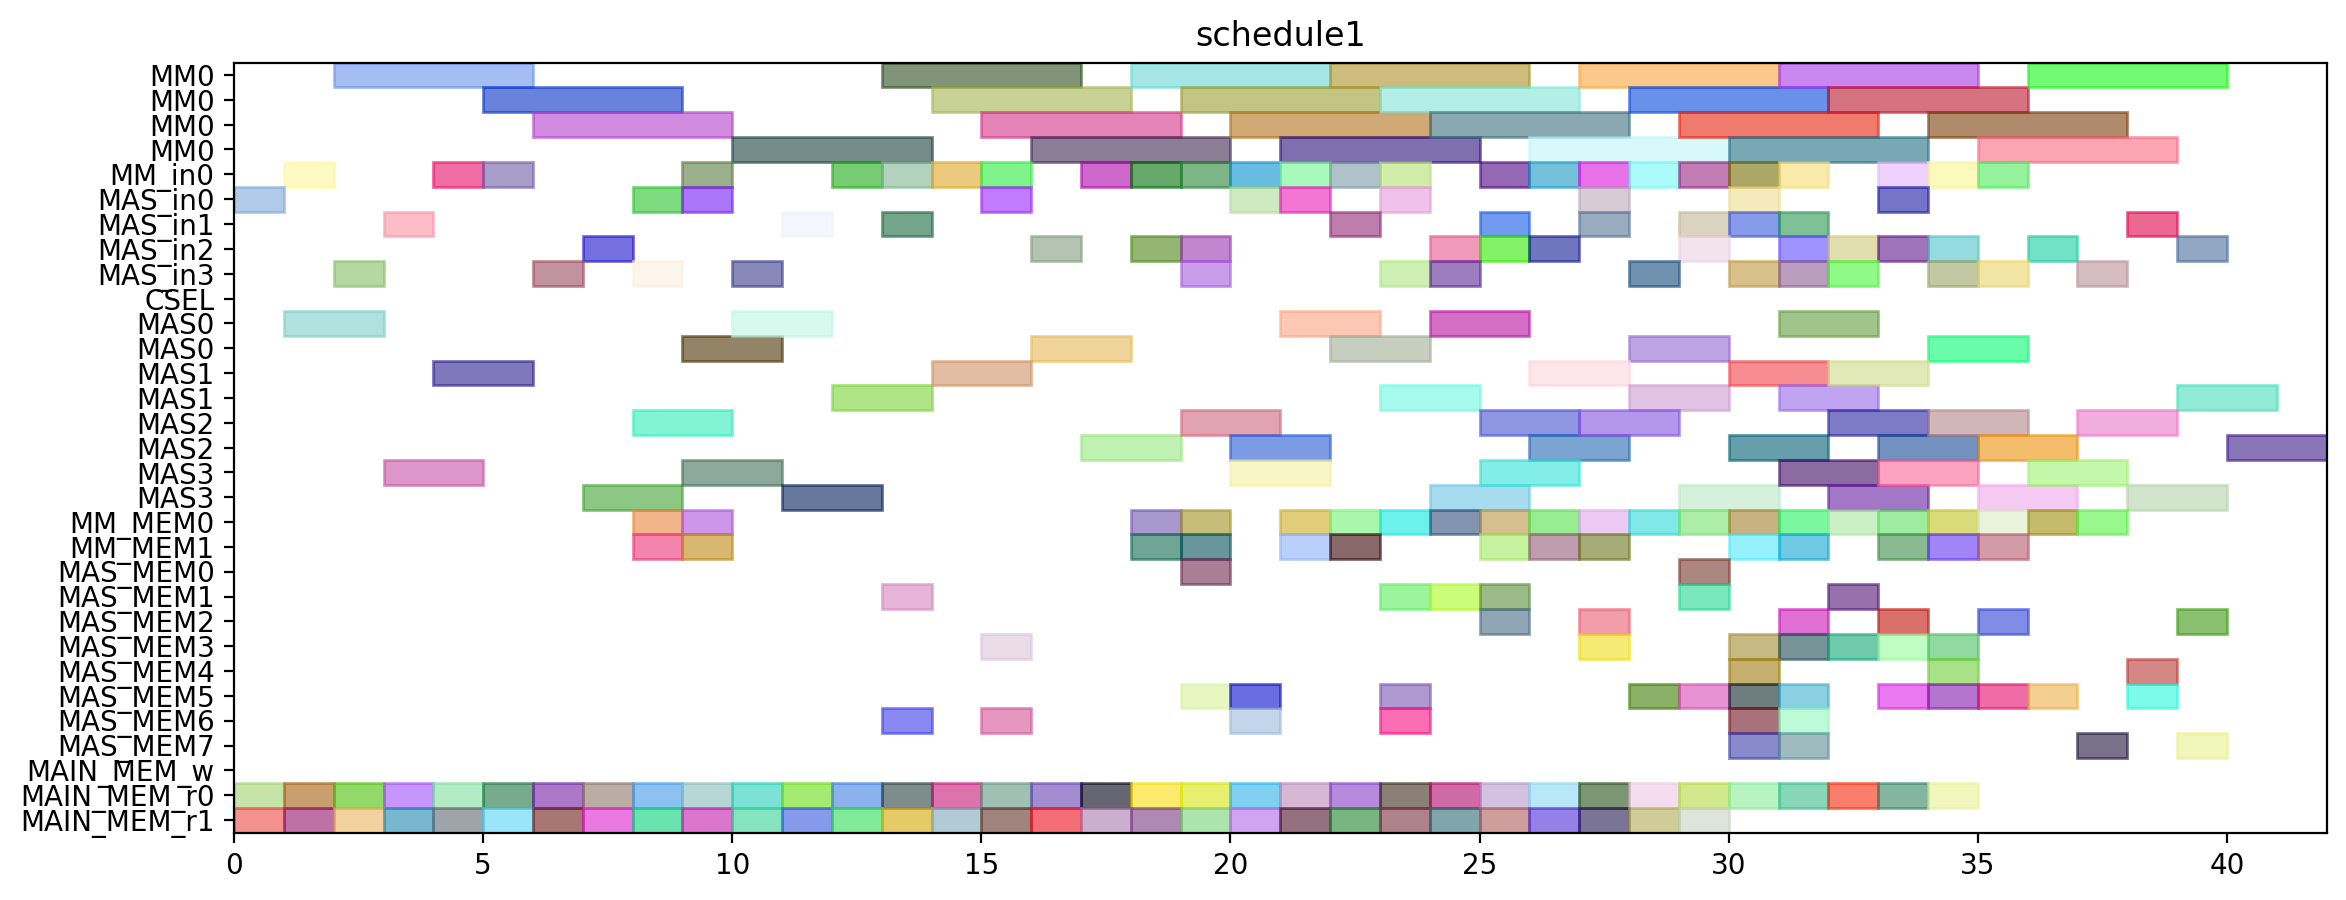 schedule1
MM0
MM0
MM0
MM0
MM_in0
MAS_in0
MAS_in1
MAS_in2
MAS_in3
CSEL
MAS0
MAS0
MAS1
MAS1
MAS2
MAS2
MAS3
MAS3
MM_MEM0
MM_MEM1
MAS_MEM0
MAS_MEM1
MAS_MEM2
MAS_MEM3
MAS_MEM4
MAS_MEM5
MAS_MEM6
MAS_MEM7
MAIN_MEM_w
MAIN_MEM_r0
MAIN_MEM_r1
0 5 10 15 20 25 30 35 40